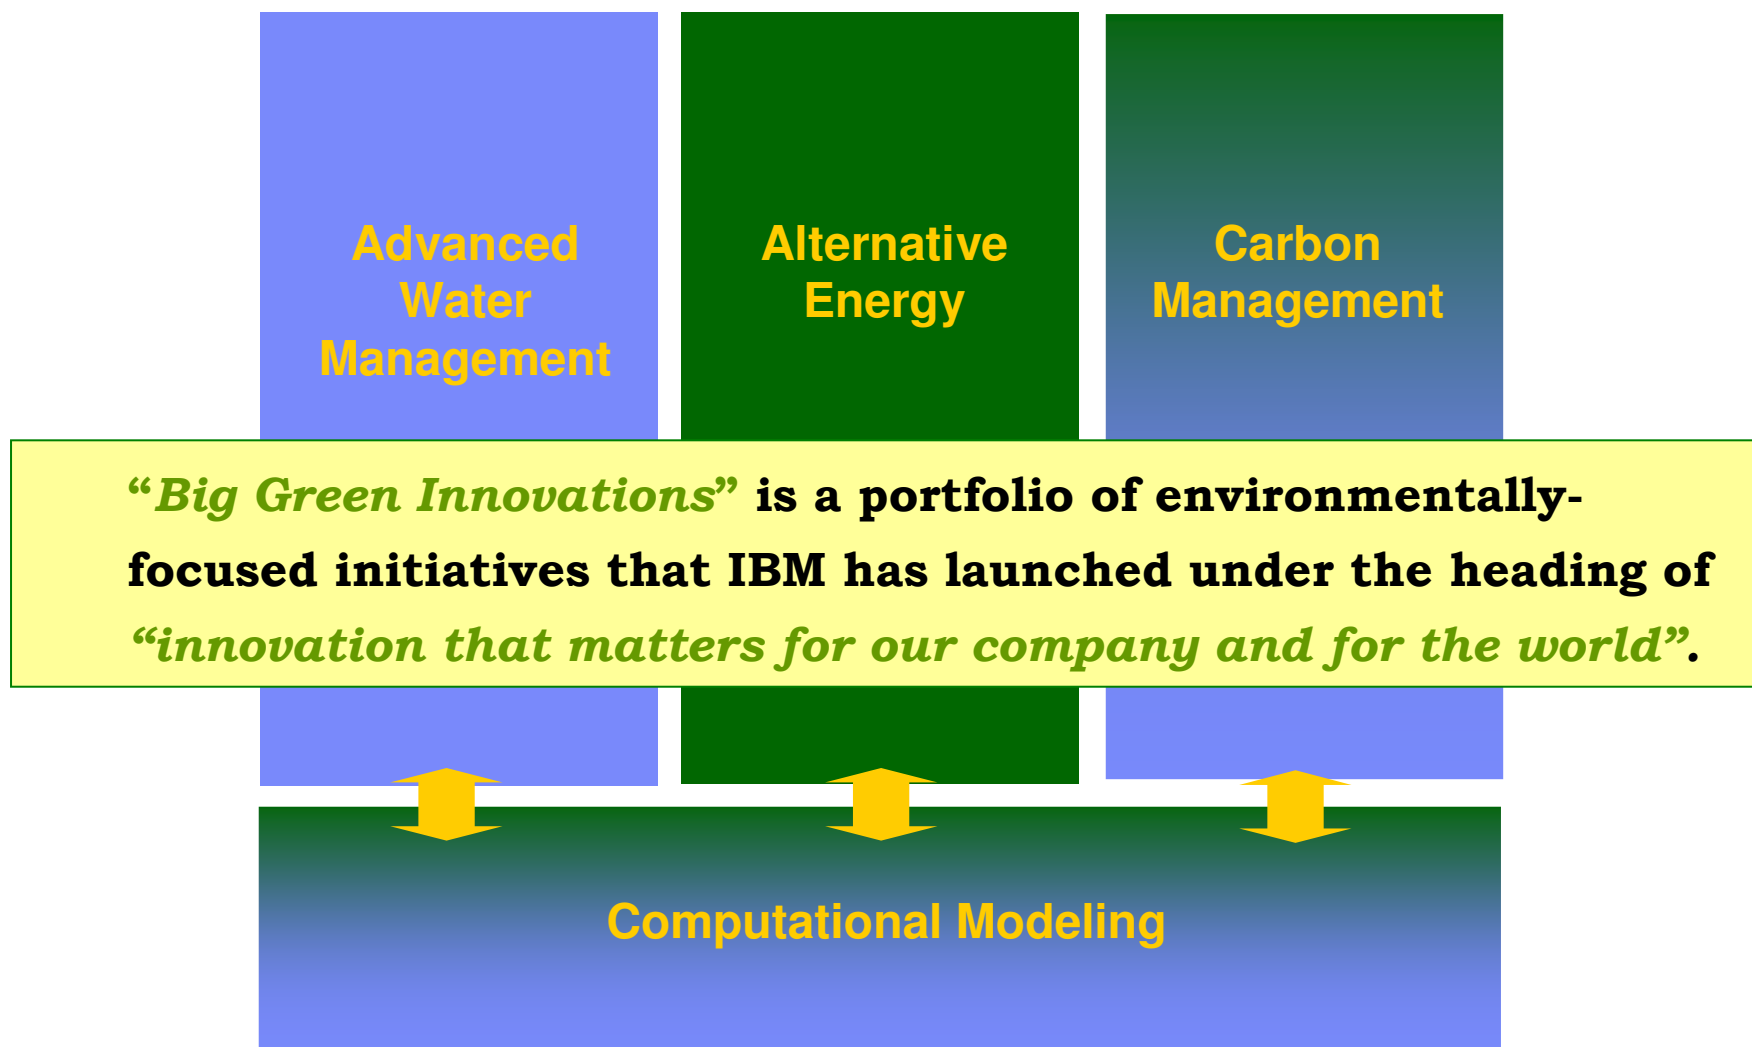 Advanced
Water
Management
Alternative
Energy
Carbon
Management
“Big Green Innovations” is a portfolio of environmentally-
focused initiatives that IBM has launched under the heading of
“innovation that matters for our company and for the world”.
Computational Modeling